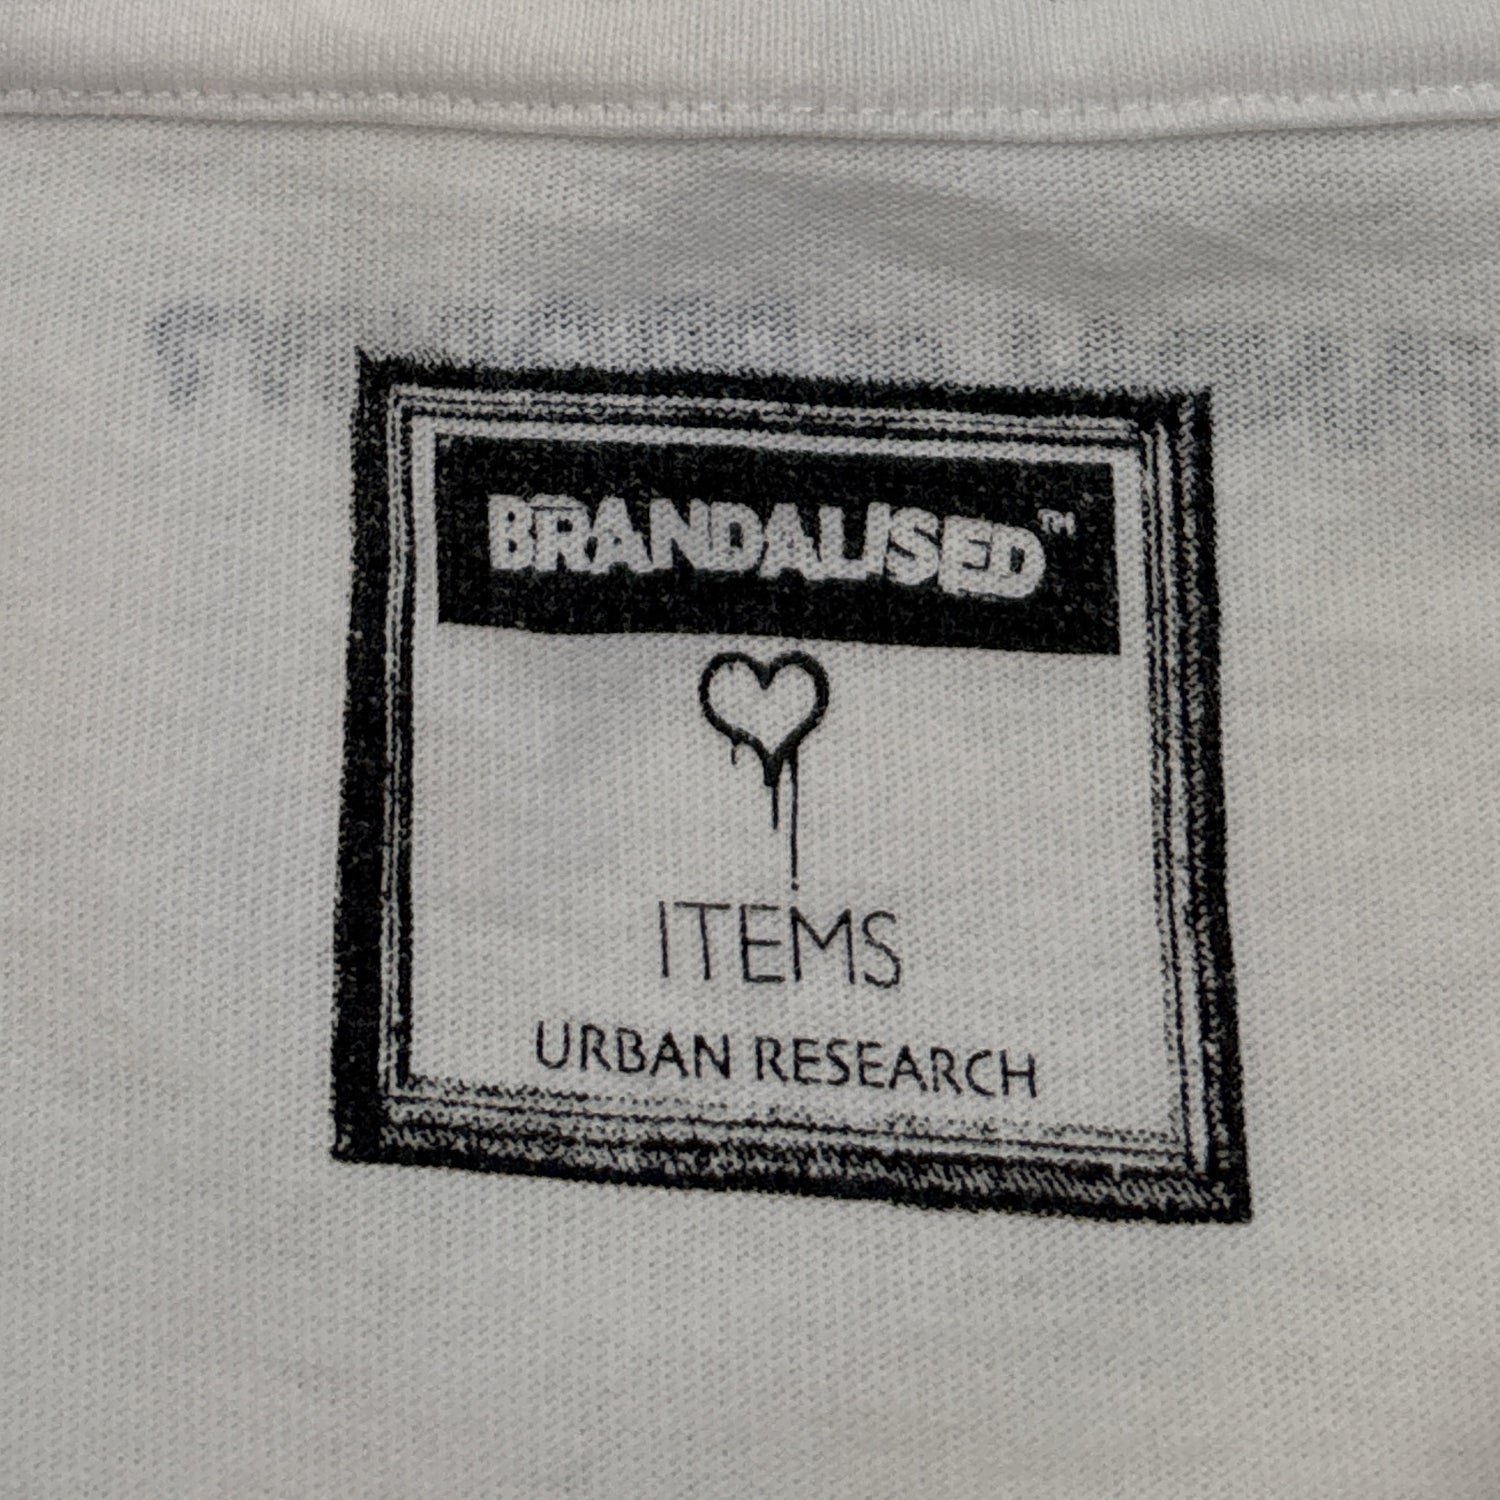 BRANDALISED™
ITEMS
URBAN RESEARCH